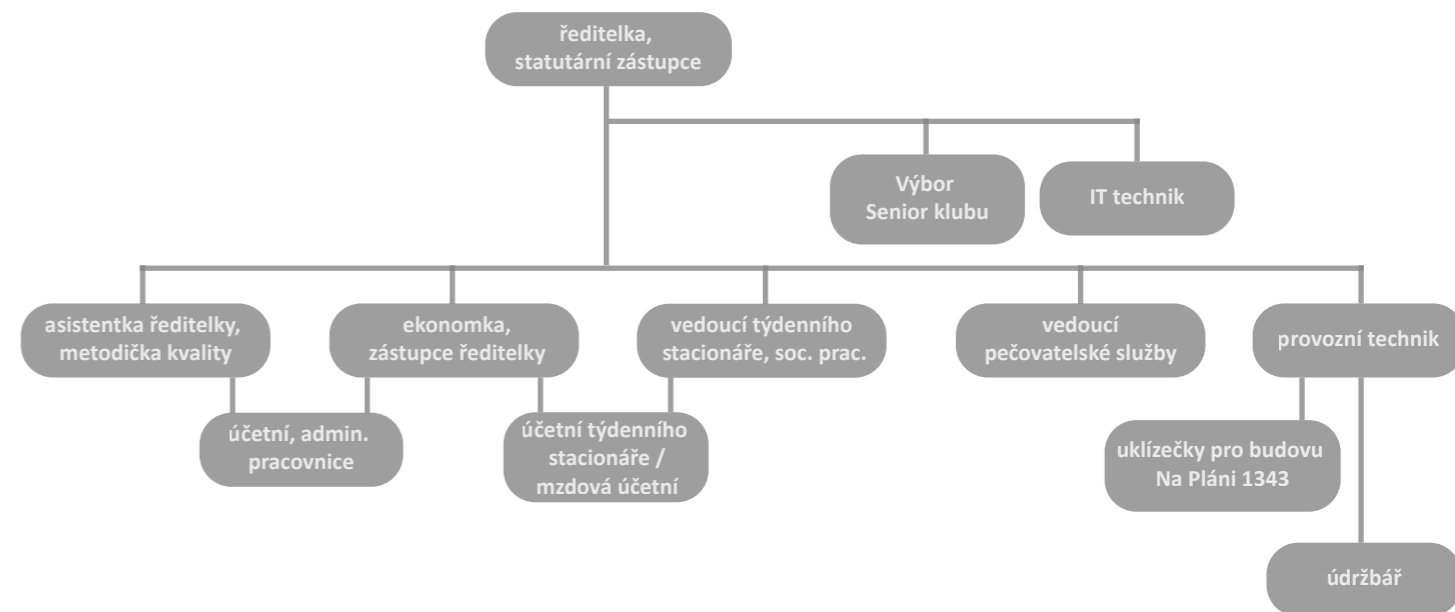 ředitelka,
statutární zástupce
Výbor
Senior klubu
IT technik
asistentka ředitelky,
metodička kvality
ekonomka,
zástupce ředitelky
vedoucí týdenního
stacionáře, soc. prac.
vedoucí
pečovatelské služby
provozní technik
účetní, admin.
pracovnice
účetní týdenního
stacionáře /
mzdová účetní
uklízečky pro budovu
Na Pláni 1343
údržbář